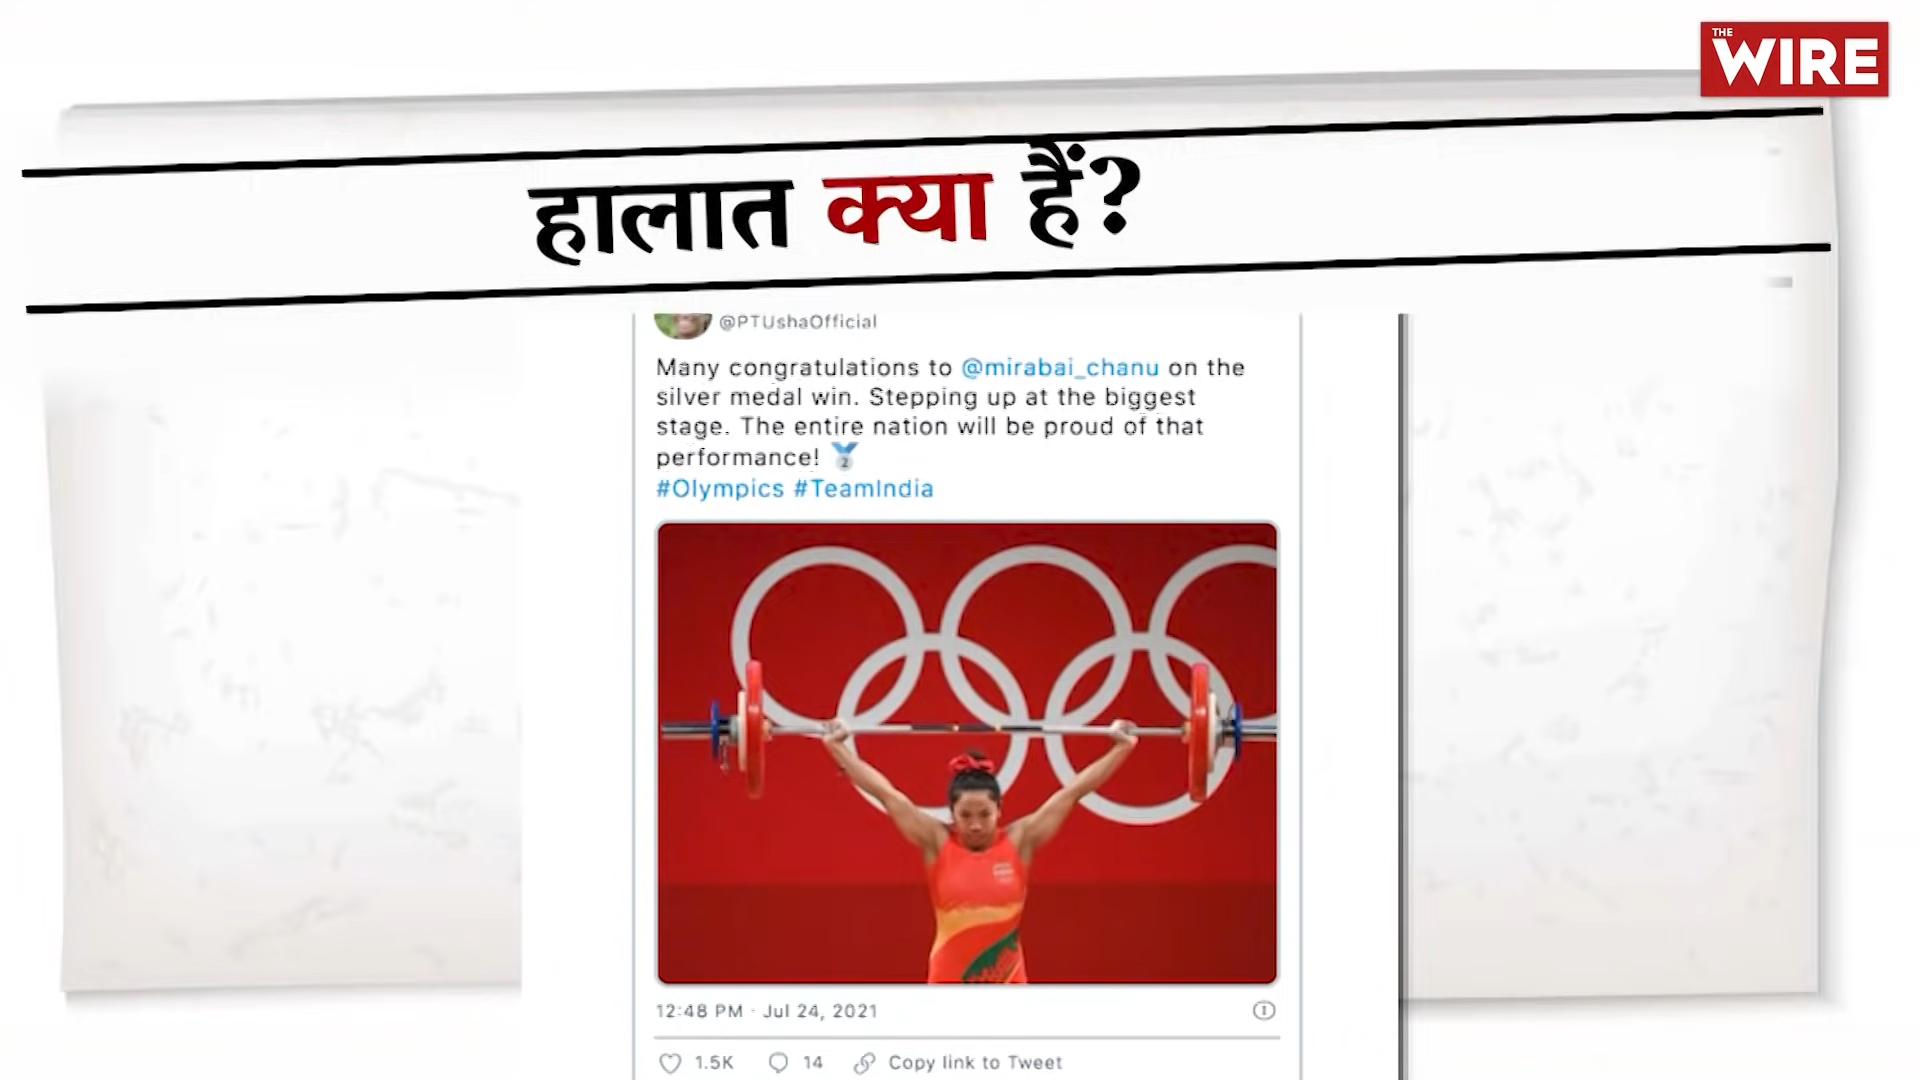 THE
WIRE
हालात क्या हैं?
@PTUshaOfficial
Many congratulations to @mirabai_chanu on the
silver medal win. Stepping up at the biggest
stage. The entire nation will be proud of that
performance! 🥈
#Olympics #TeamIndia
12:48 PM · Jul 24, 2021
1.5K 14 Copy link to Tweet